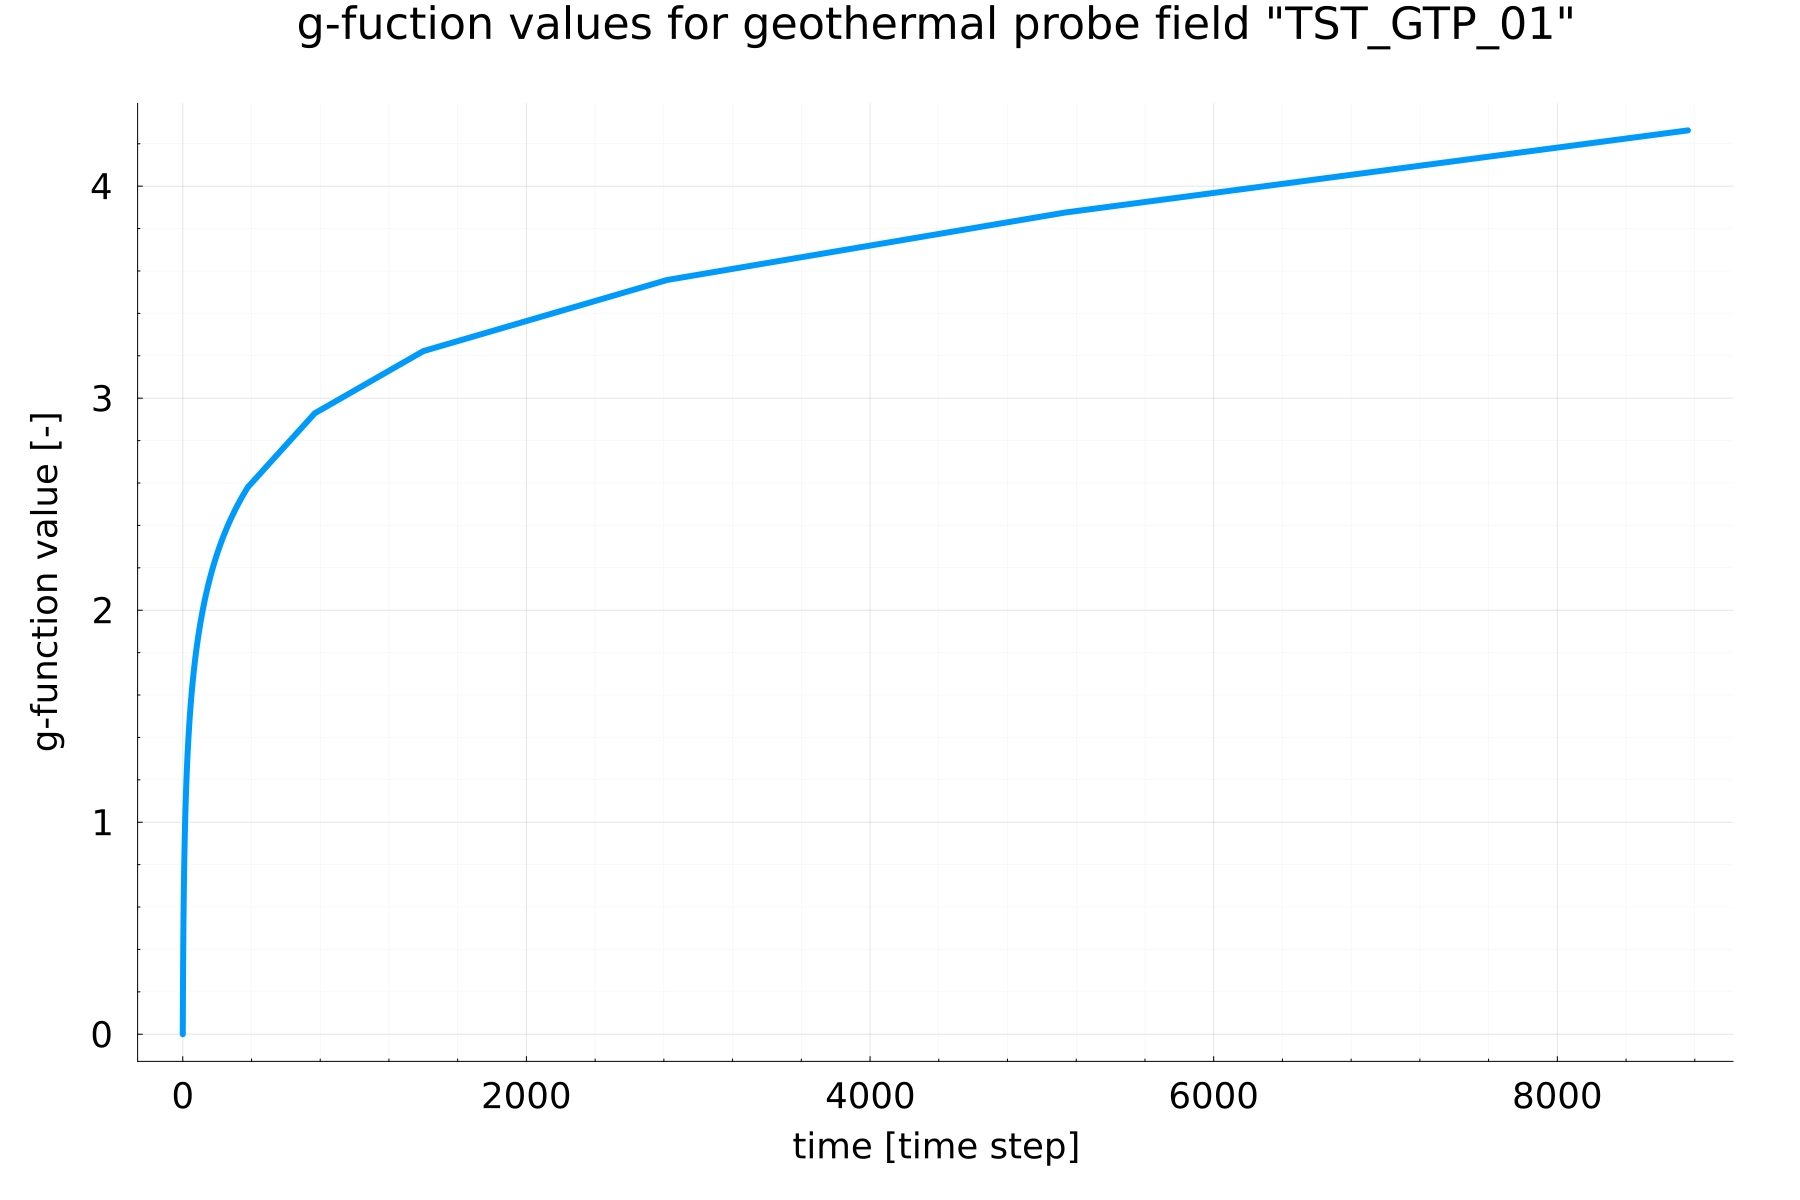 g-fuction values for geothermal probe field "TST_GTP_01"
g-function value [-]
4
3
2
1
0
0 2000 4000 6000 8000
time [time step]